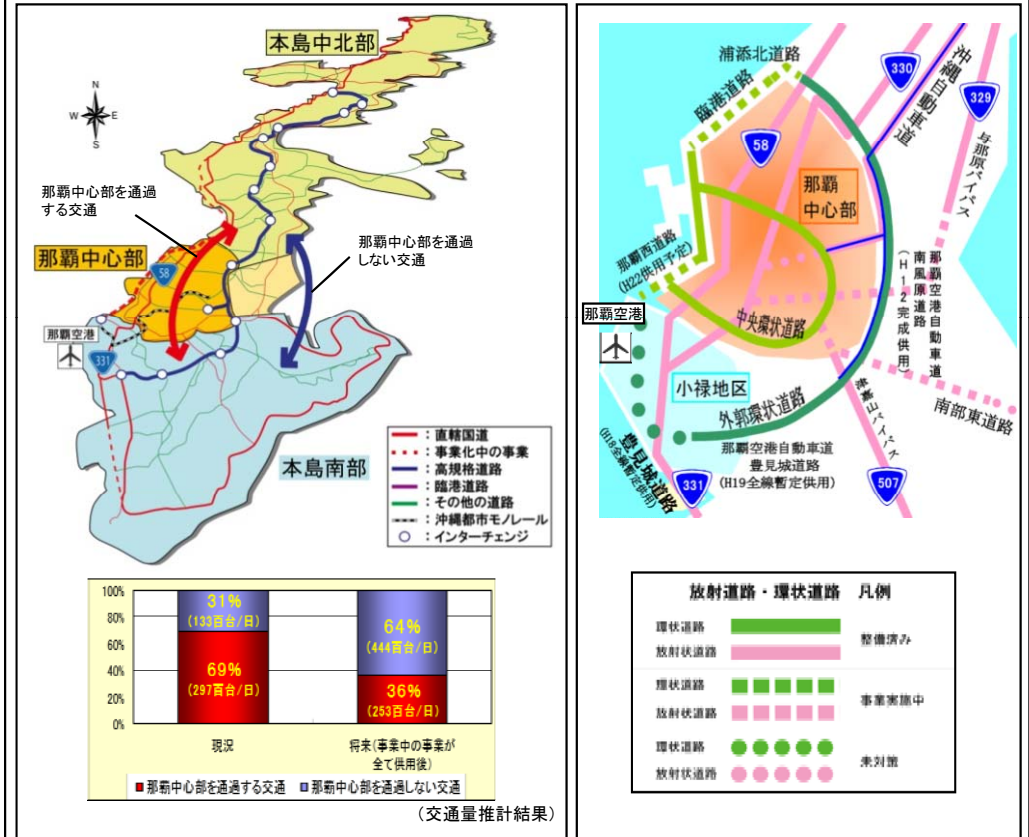 本島中北部
N
W
E
S
那覇中心部を通過
する交通
那覇中心部を通過
しない交通
那覇中心部
58
那覇空港
331
本島南部
：直轄国道
：事業化中の事業
：高規格道路
：臨港道路
：その他の道路
：沖縄都市モノレール
：インターチェンジ
100%
80%
60%
40%
20%
0%
31%
(133百台/日)
69%
(297百台/日)
64%
(444百台/日)
36%
(253百台/日)
現況
将来(事業中の事業が
全て供用後)
那覇中心部を通過する交通
那覇中心部を通過しない交通
(交通量推計結果)
浦添北道路
臨港道路
58
330
沖縄自動車道
329
与那原バイパス
那覇
中心部
那覇西道路
(H22供用予定)
那覇空港
中央環状道路
那覇空港自動車道
南風原道路
(H12完成供用)
小禄地区
外郭環状道路
津嘉山バイパス
南部東道路
豊見城道路
(H18全線暫定供用)
那覇空港自動車道
豊見城道路
(H19全線暫定供用)
331
507
放射道路・環状道路　凡例
環状道路
放射状道路
整備済み
環状道路
放射状道路
事業実施中
環状道路
放射状道路
未対策